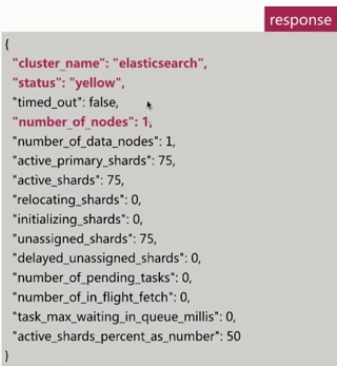 response
{
"cluster_name": "elasticsearch",
"status": "yellow",
"timed_out": false,
"number_of_nodes": 1,
"number_of_data_nodes": 1,
"active_primary_shards": 75,
"active_shards": 75,
"relocating_shards": 0,
"initializing_shards": 0,
"unassigned_shards": 75,
"delayed_unassigned_shards": 0,
"number_of_pending_tasks": 0,
"number_of_in_flight_fetch": 0,
"task_max_waiting_in_queue_millis": 0,
"active_shards_percent_as_number": 50
}